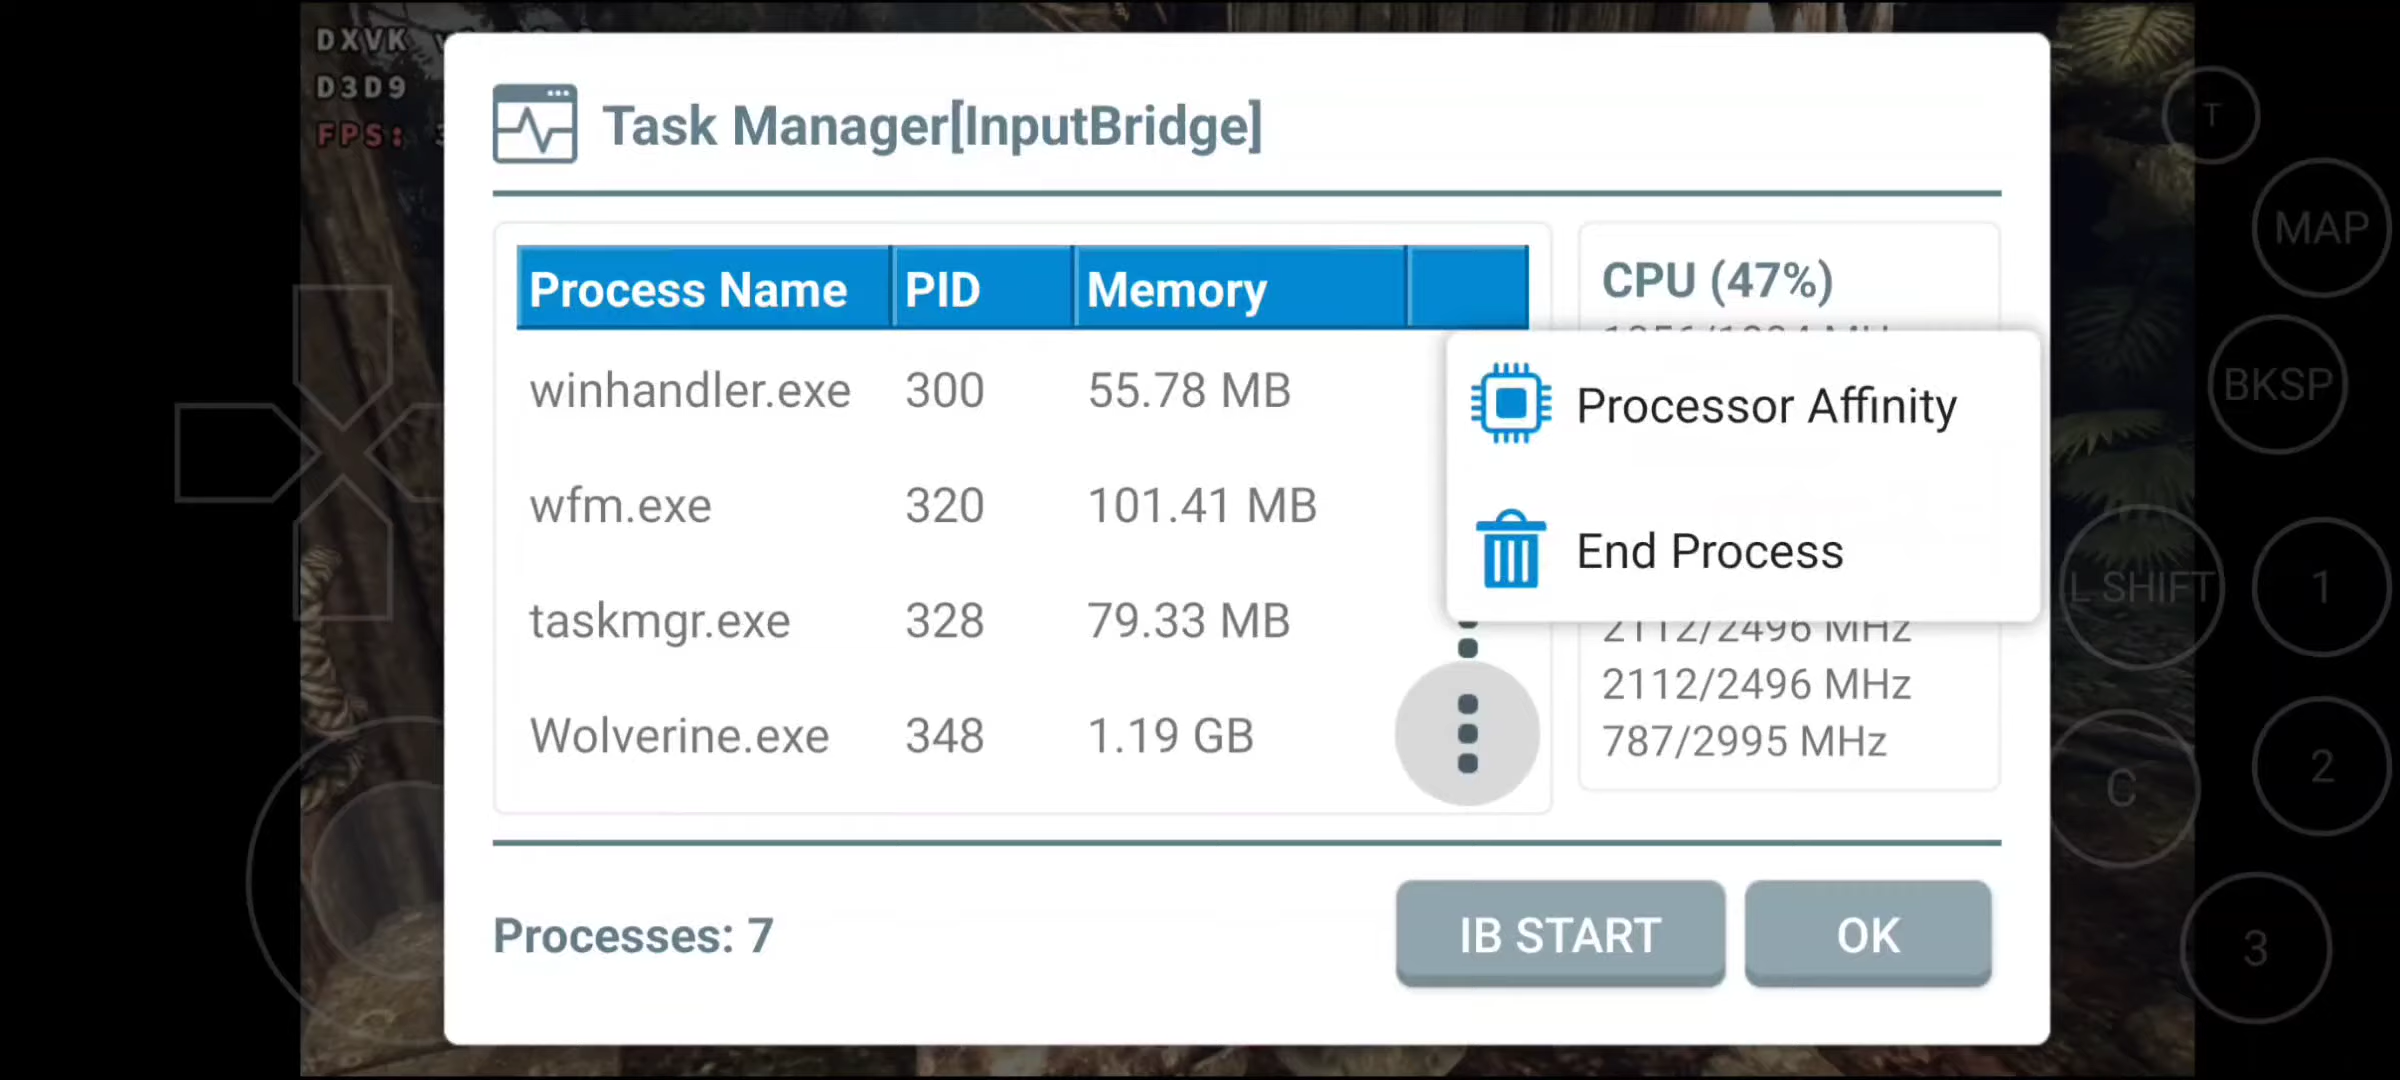 DXVK
D3D9
FPS:
Task Manager[InputBridge]
Process Name PID Memory
winhandler.exe 300 55.78 MB
wfm.exe 320 101.41 MB
taskmgr.exe 328 79.33 MB
Wolverine.exe 348 1.19 GB
CPU (47%)
Processor Affinity
End Process
2112/2496 MHz
2112/2496 MHz
787/2995 MHz
Processes: 7
IB START
OK
T
MAP
BKSP
L SHIFT
1
C
2
3